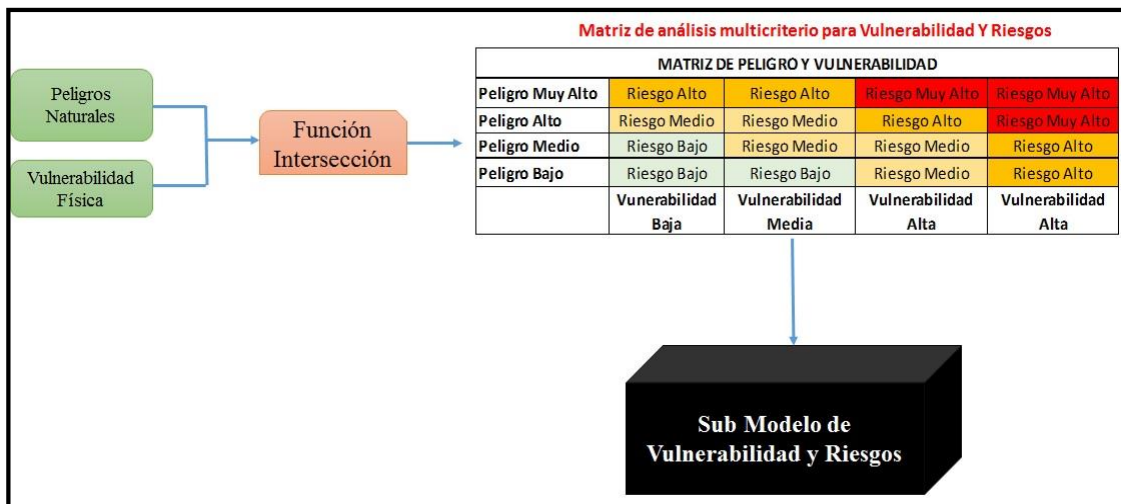 Matriz de análisis multicriterio para Vulnerabilidad Y Riesgos
MATRIZ DE PELIGRO Y VULNERABILIDAD
Peligro Muy Alto Riesgo Alto Riesgo Alto Riesgo Muy Alto Riesgo Muy Alto
Peligro Alto Riesgo Medio Riesgo Medio Riesgo Alto Riesgo Muy Alto
Peligro Medio Riesgo Bajo Riesgo Medio Riesgo Medio Riesgo Alto
Peligro Bajo Riesgo Bajo Riesgo Bajo Riesgo Medio Riesgo Alto
Vunerabilidad Vulnerabilidad Vulnerabilidad Vulnerabilidad
Baja Media Alta Alta
Peligros
Naturales
Vulnerabilidad
Física
Función
Intersección
Sub Modelo de
Vulnerabilidad y Riesgos